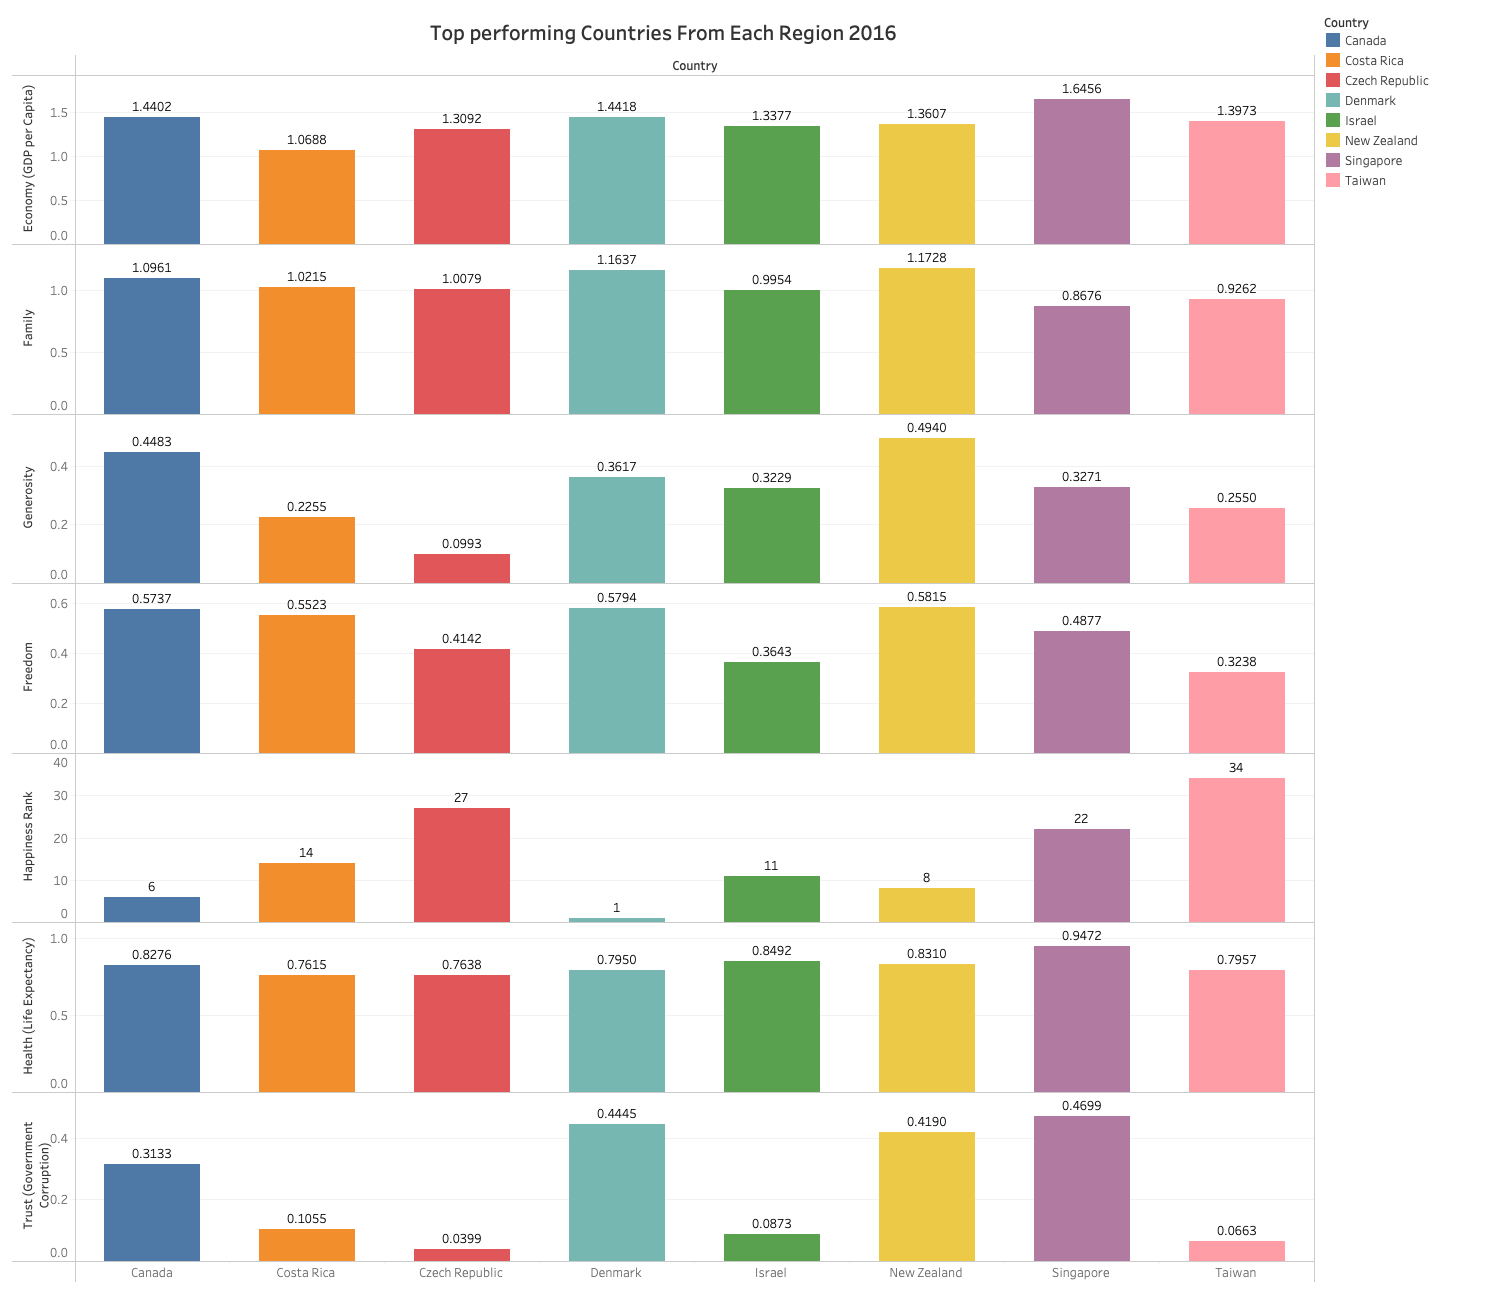 Top performing Countries From Each Region 2016
Country
Country
Canada
Costa Rica
Czech Republic
Denmark
Israel
New Zealand
Singapore
Taiwan
Economy (GDP per Capita)
1.5
1.0
0.5
0.0
1.4402 1.0688 1.3092 1.4418 1.3377 1.3607 1.6456 1.3973
Family
1.0
0.5
0.0
1.0961 1.0215 1.0079 1.1637 0.9954 1.1728 0.8676 0.9262
Generosity
0.4
0.2
0.0
0.4483 0.2255 0.0993 0.3617 0.3229 0.4940 0.3271 0.2550
Freedom
0.6
0.4
0.2
0.0
0.5737 0.5523 0.4142 0.5794 0.3643 0.5815 0.4877 0.3238
Happiness Rank
40
30
20
10
0
6 14 27 1 11 8 22 34
Health (Life Expectancy)
1.0
0.5
0.0
0.8276 0.7615 0.7638 0.7950 0.8492 0.8310 0.9472 0.7957
Trust (Government
Corruption)
0.4
0.2
0.0
0.3133 0.1055 0.0399 0.4445 0.0873 0.4190 0.4699 0.0663
Canada Costa Rica Czech Republic Denmark Israel New Zealand Singapore Taiwan